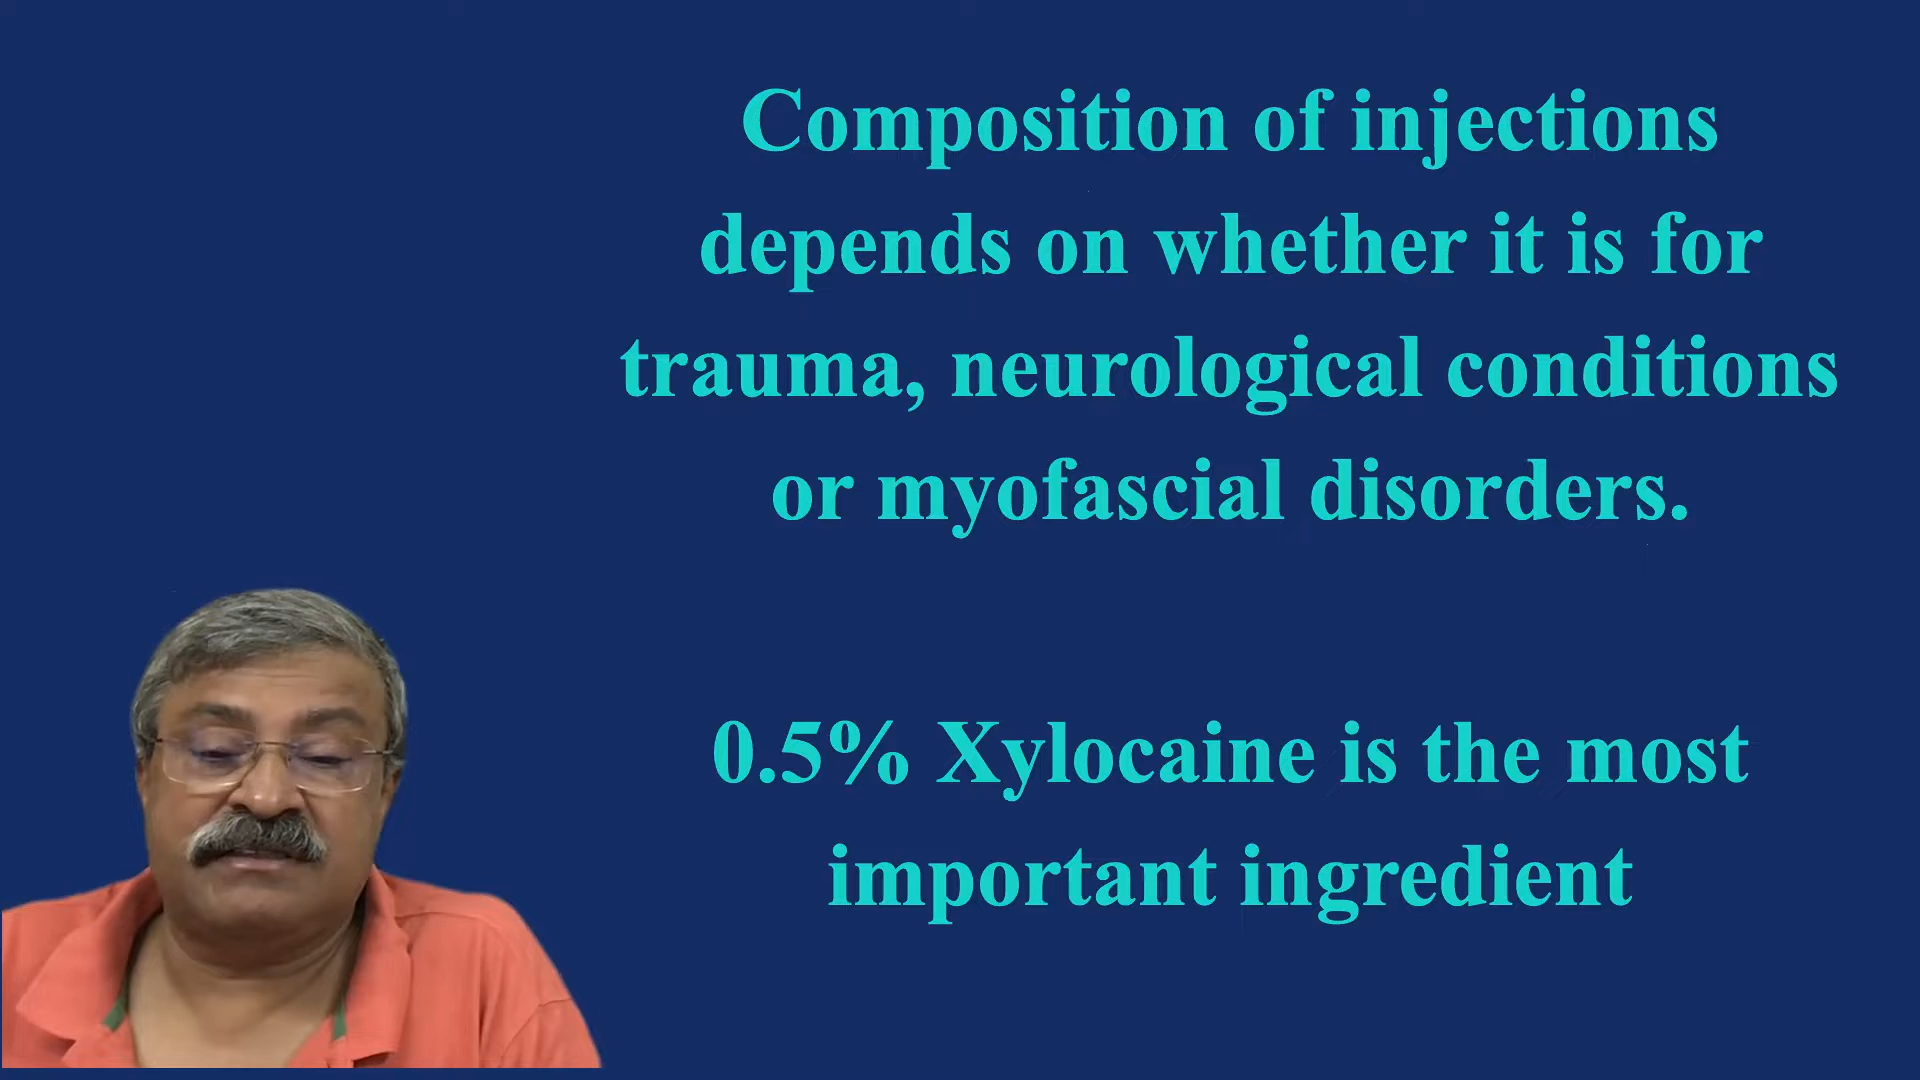 Composition of injections
depends on whether it is for
trauma, neurological conditions
or myofascial disorders.
0.5% Xylocaine is the most
important ingredient